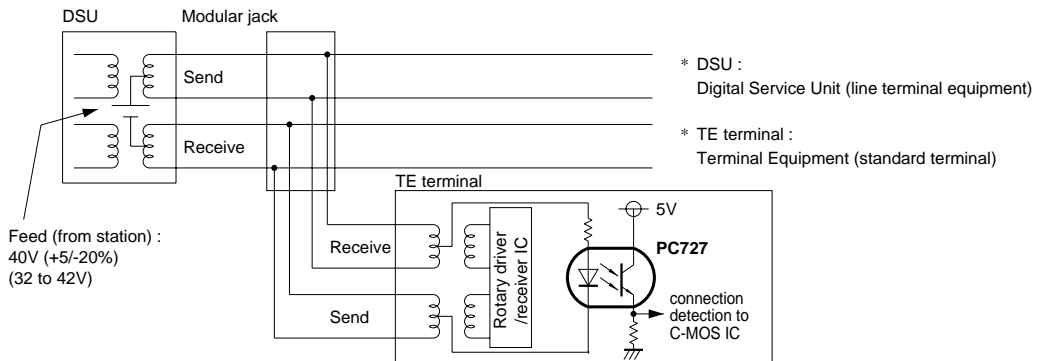 DSU
Modular jack
Send
Receive
* DSU :
Digital Service Unit (line terminal equipment)
* TE terminal :
Terminal Equipment (standard terminal)
Feed (from station) :
40V (+5/-20%)
(32 to 42V)
TE terminal
Receive
Send
Rotary driver
/receiver IC
5V
PC727
connection
detection to
C-MOS IC